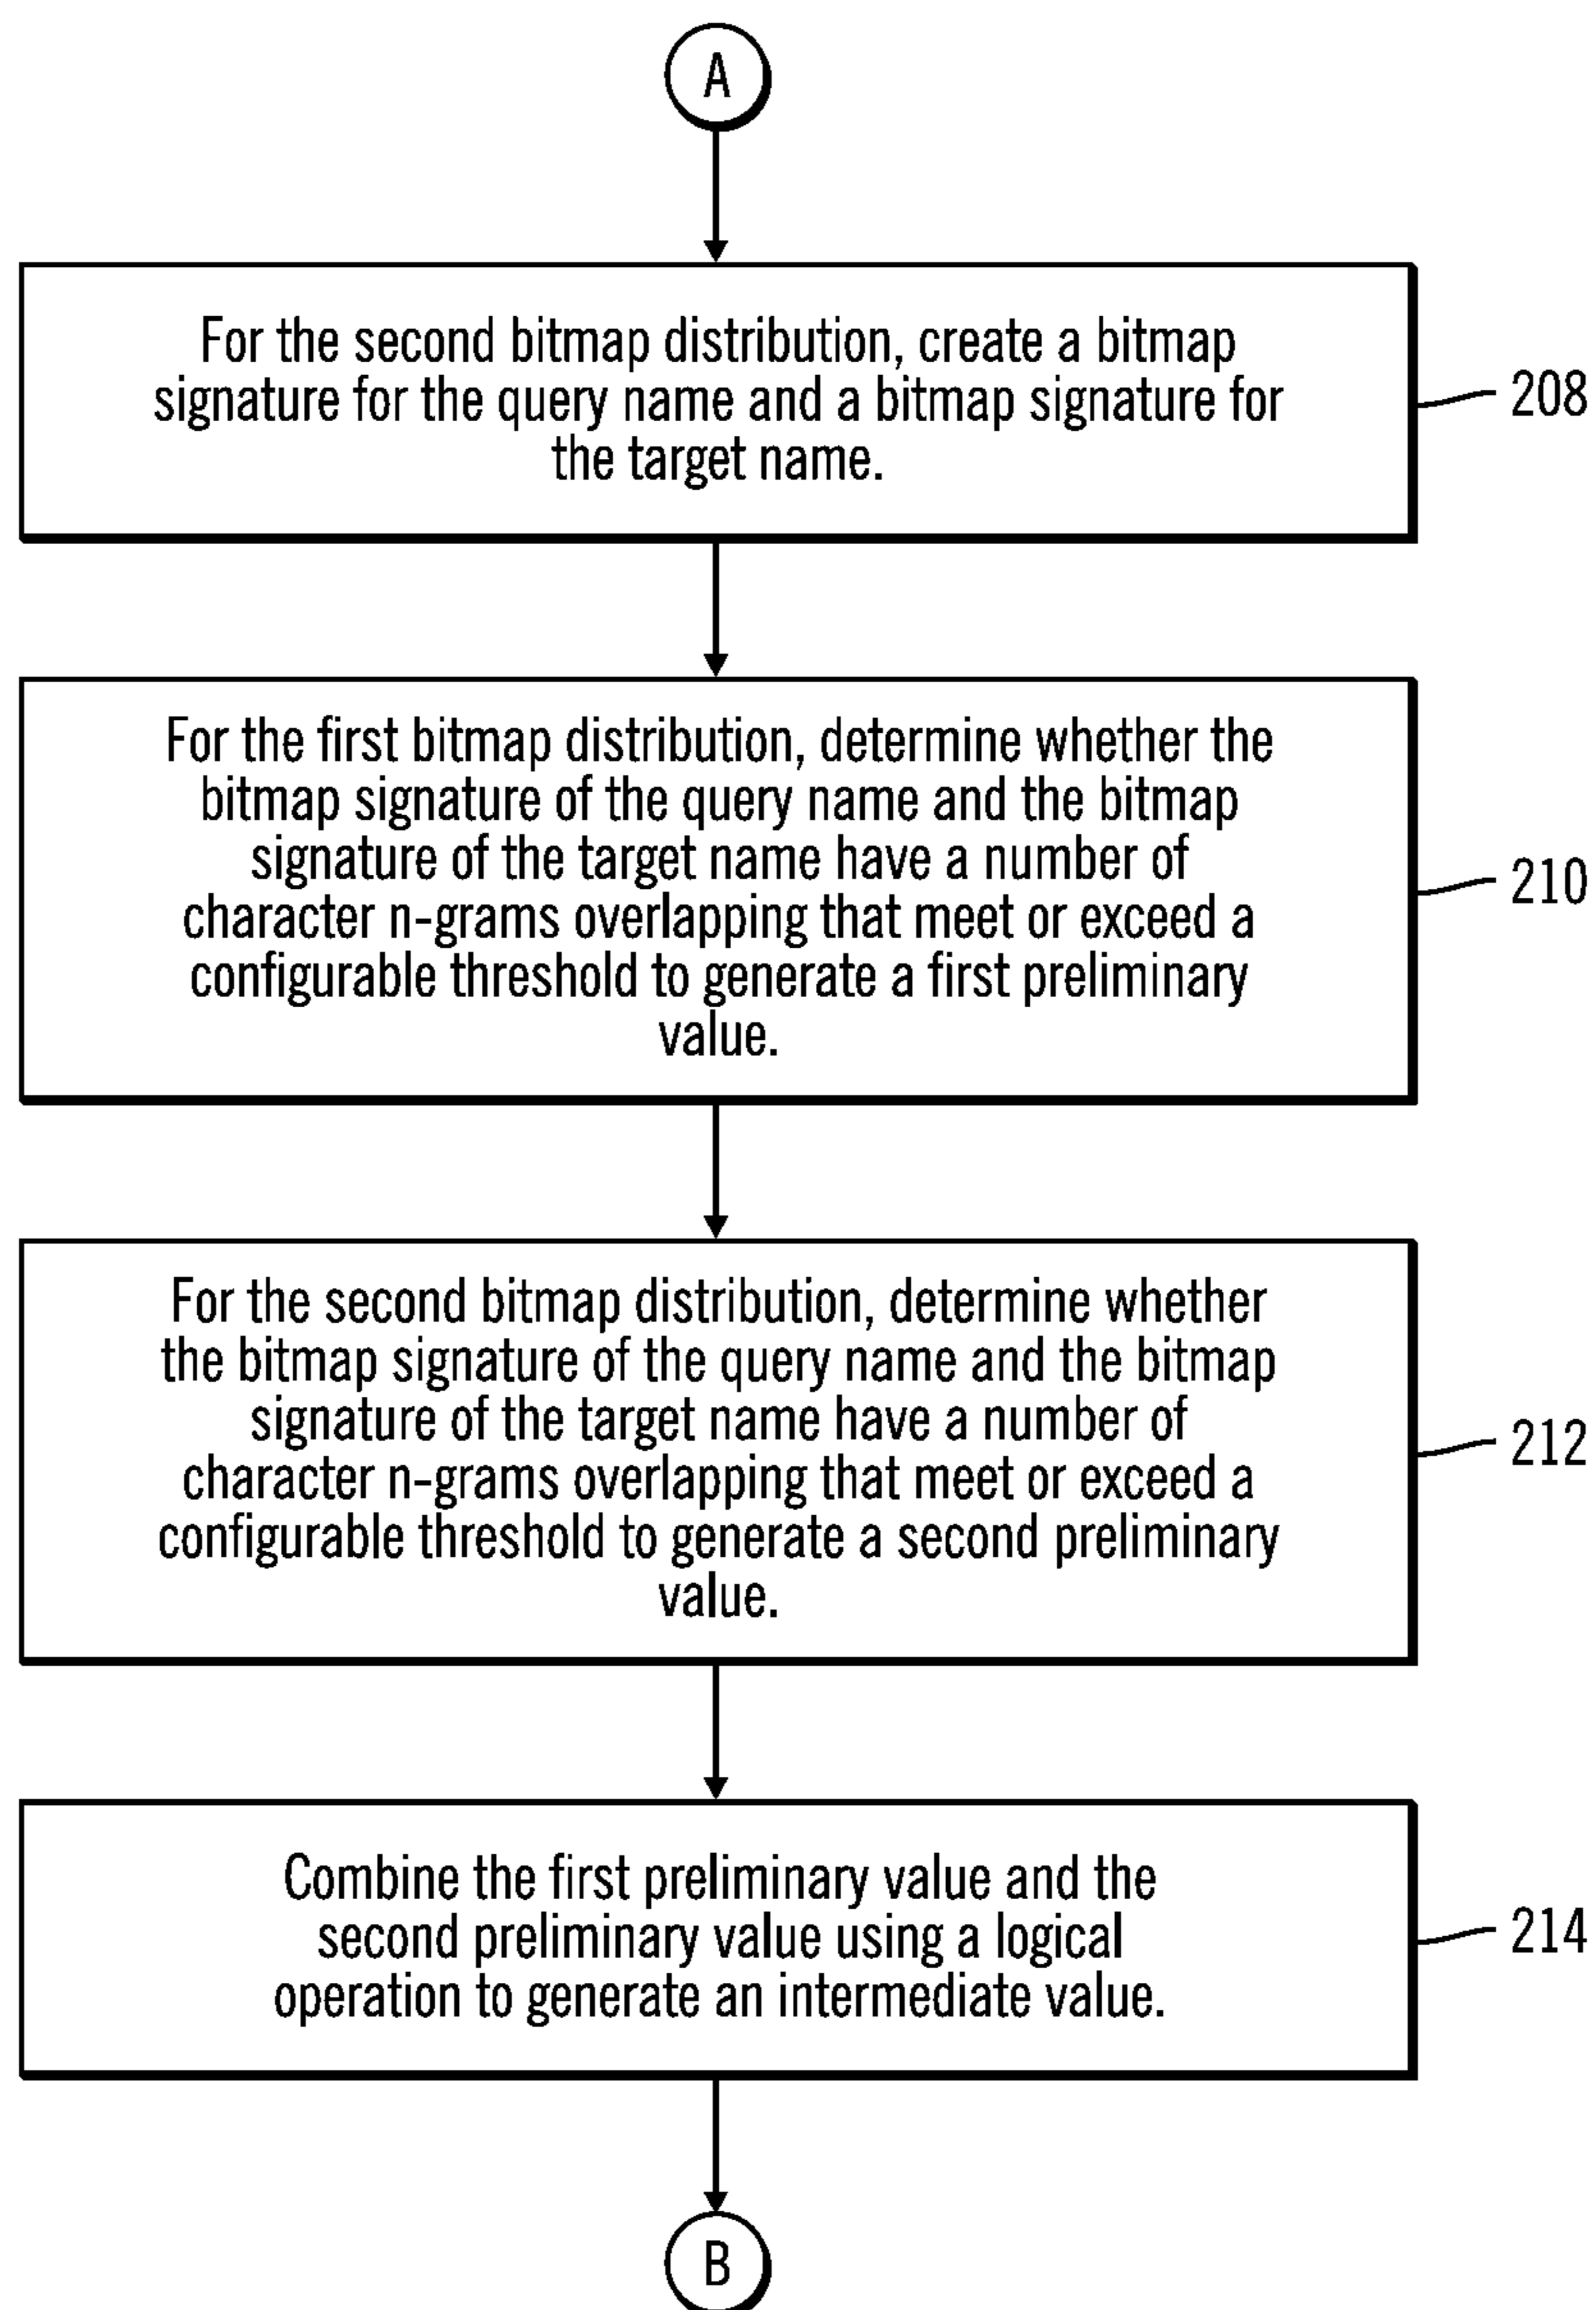 A
For the second bitmap distribution, create a bitmap
signature for the query name and a bitmap signature for
the target name.
208
For the first bitmap distribution, determine whether the
bitmap signature of the query name and the bitmap
signature of the target name have a number of
character n-grams overlapping that meet or exceed a
configurable threshold to generate a first preliminary
value.
210
For the second bitmap distribution, determine whether
the bitmap signature of the query name and the bitmap
signature of the target name have a number of
character n-grams overlapping that meet or exceed a
configurable threshold to generate a second preliminary
value.
212
Combine the first preliminary value and the
second preliminary value using a logical
operation to generate an intermediate value.
214
B